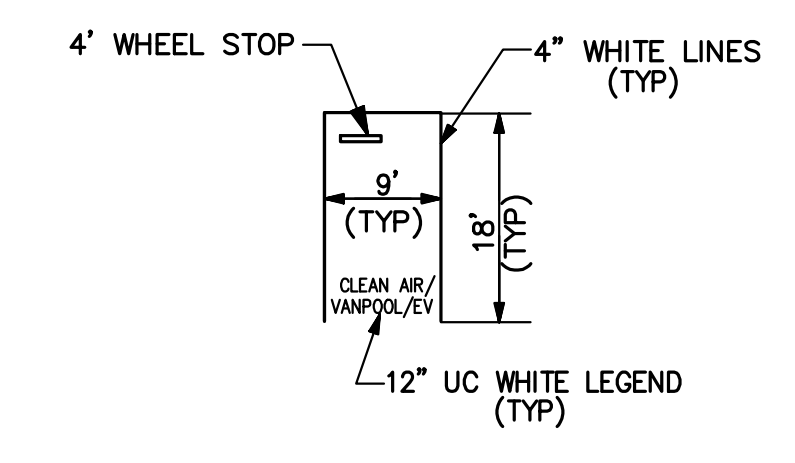 4' WHEEL STOP
4" WHITE LINES
(TYP)
9'
(TYP)
18'
(TYP)
CLEAN AIR/
VANPOOL/EV
12" UC WHITE LEGEND
(TYP)